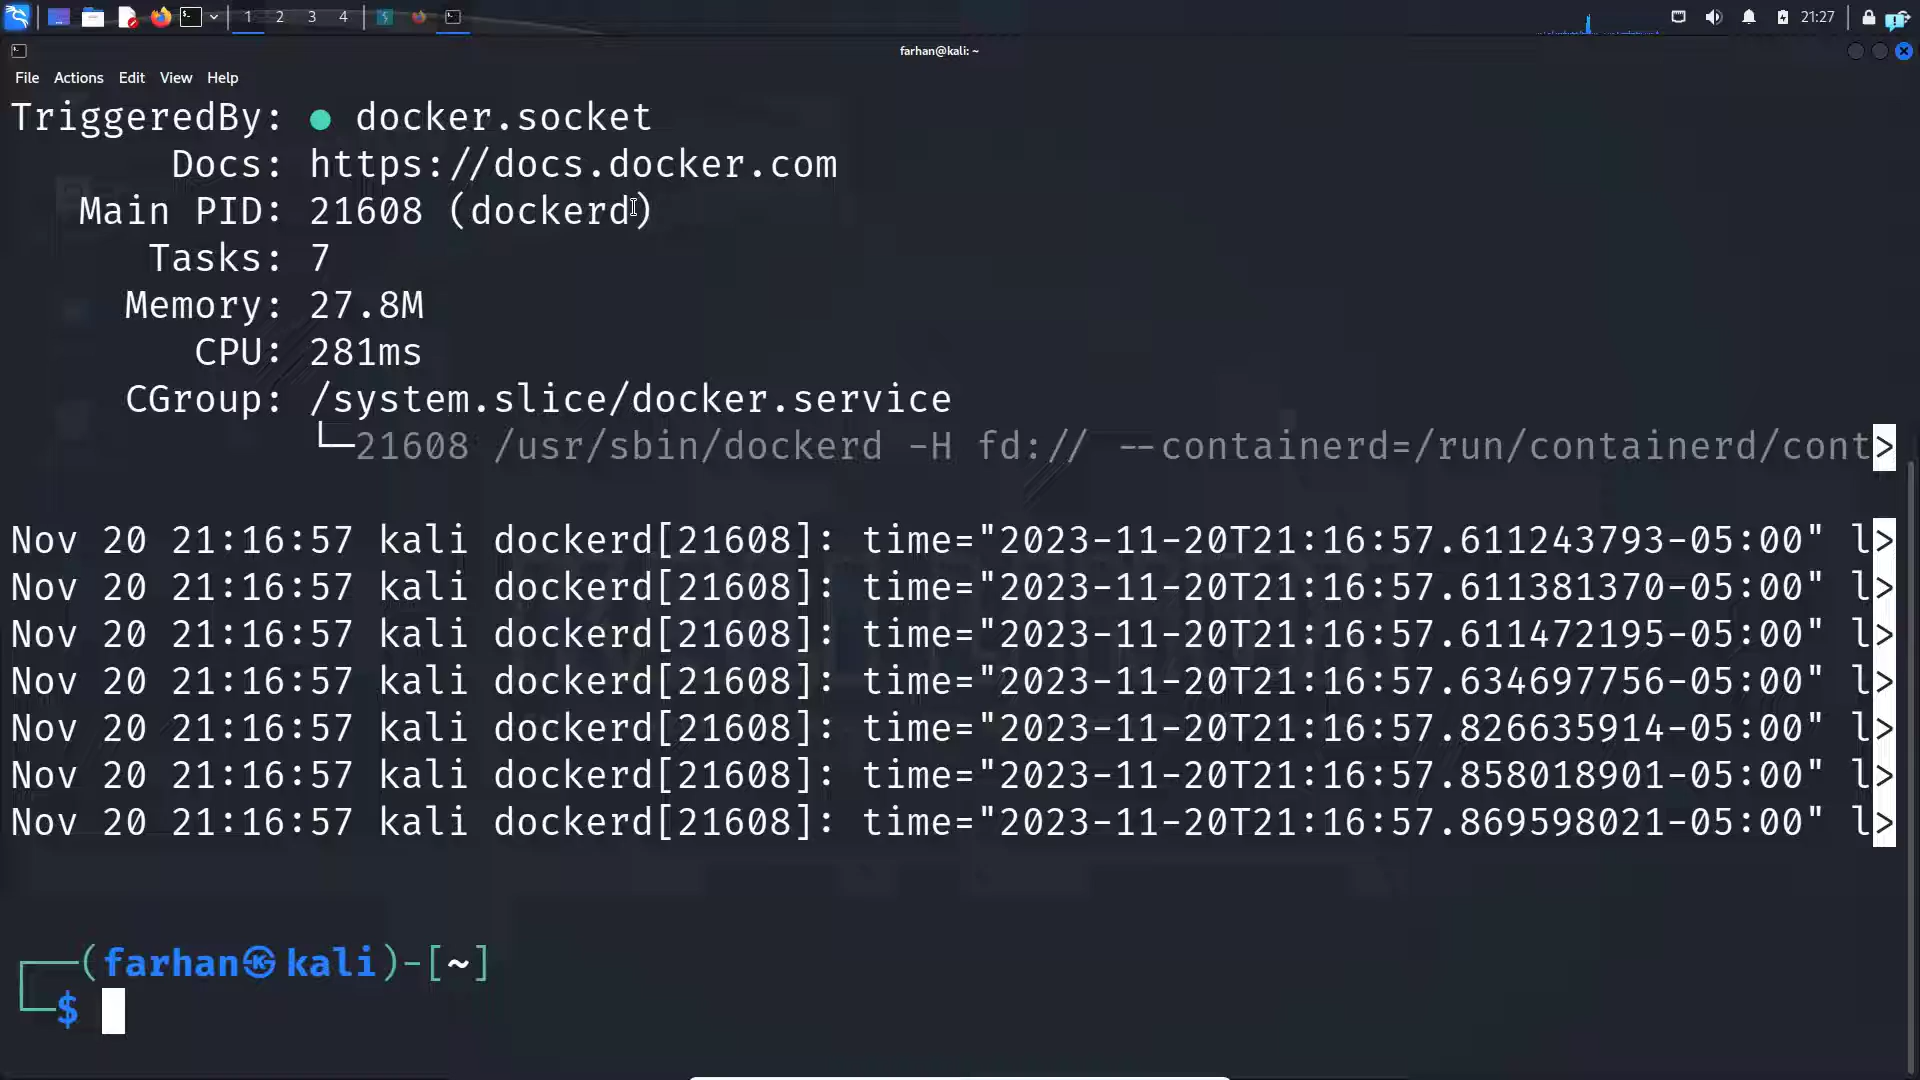 1 2 3 4 21:27
farhan@kali: ~
File Actions Edit View Help
TriggeredBy: ● docker.socket
Docs: https://docs.docker.com
Main PID: 21608 (dockerd)
Tasks: 7
Memory: 27.8M
CPU: 281ms
CGroup: /system.slice/docker.service
└─21608 /usr/sbin/dockerd -H fd:// --containerd=/run/containerd/cont>
Nov 20 21:16:57 kali dockerd[21608]: time="2023-11-20T21:16:57.611243793-05:00" l>
Nov 20 21:16:57 kali dockerd[21608]: time="2023-11-20T21:16:57.611381370-05:00" l>
Nov 20 21:16:57 kali dockerd[21608]: time="2023-11-20T21:16:57.611472195-05:00" l>
Nov 20 21:16:57 kali dockerd[21608]: time="2023-11-20T21:16:57.634697756-05:00" l>
Nov 20 21:16:57 kali dockerd[21608]: time="2023-11-20T21:16:57.826635914-05:00" l>
Nov 20 21:16:57 kali dockerd[21608]: time="2023-11-20T21:16:57.858018901-05:00" l>
Nov 20 21:16:57 kali dockerd[21608]: time="2023-11-20T21:16:57.869598021-05:00" l>
┌──(farhan㉿kali)-[~]
└─$